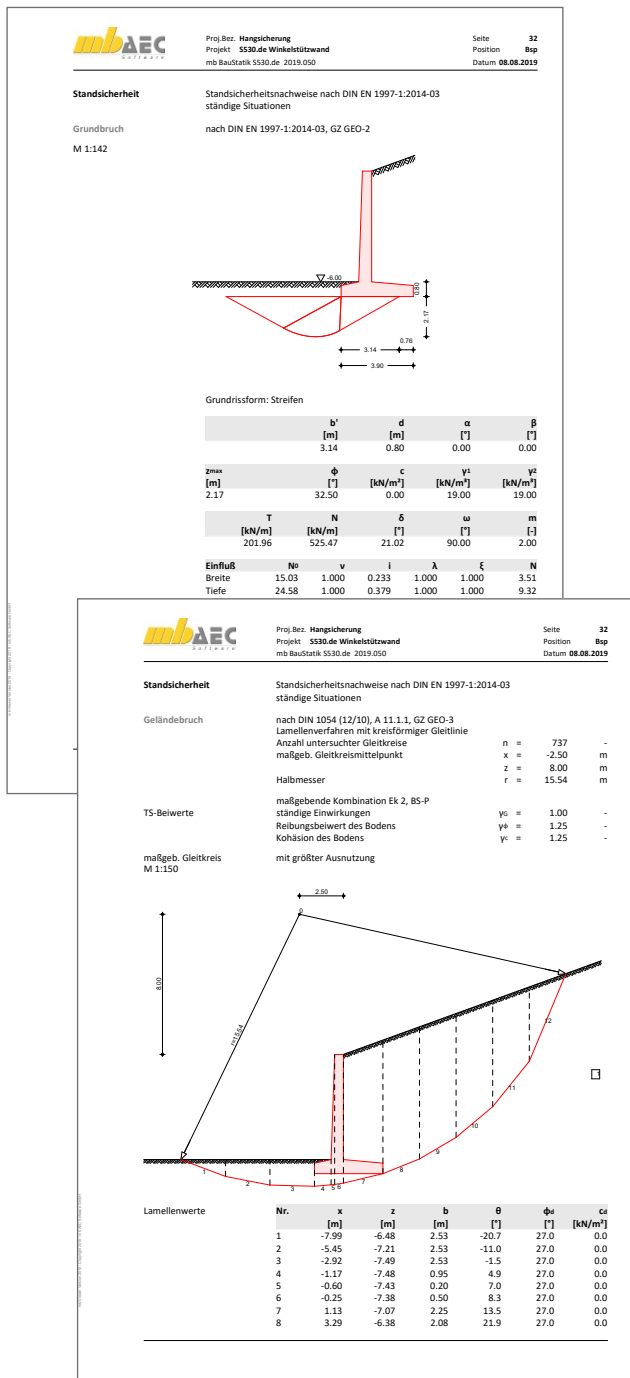 mbAEC
Software
Proj.Bez. Hangsicherung
Projekt S530.de Winkelstützwand
mb BauStatik S530.de 2019.050
Seite 32
Position Bsp
Datum 08.08.2019
Standsicherheit Standsicherheitsnachweise nach DIN EN 1997-1:2014-03
ständige Situationen
Grundbruch nach DIN EN 1997-1:2014-03, GZ GEO-2
M 1:142
-6.00
0.80
2.17
0.76
3.14
3.90
Grundrissform: Streifen
b' d α β
[m] [m] [°] [°]
3.14 0.80 0.00 0.00
zmax ϕ c γ1 γ2
[m] [°] [kN/m²] [kN/m³] [kN/m³]
2.17 32.50 0.00 19.00 19.00
T N δ ω m
[kN/m] [kN/m] [°] [°] [-]
201.96 525.47 21.02 90.00 2.00
Einfluß N0 ν i λ ξ N
Breite 15.03 1.000 0.233 1.000 1.000 3.51
Tiefe 24.58 1.000 0.379 1.000 1.000 9.32
mbAEC
Software
Proj.Bez. Hangsicherung
Projekt S530.de Winkelstützwand
mb BauStatik S530.de 2019.050
Seite 32
Position Bsp
Datum 08.08.2019
Standsicherheit Standsicherheitsnachweise nach DIN EN 1997-1:2014-03
ständige Situationen
Geländebruch nach DIN 1054 (12/10), A 11.1.1, GZ GEO-3
Lamellenverfahren mit kreisförmiger Gleitlinie
Anzahl untersuchter Gleitkreise n = 737 -
maßgeb. Gleitkreismittelpunkt x = -2.50 m
z = 8.00 m
Halbmesser r = 15.54 m
maßgebende Kombination Ek 2, BS-P
TS-Beiwerte ständige Einwirkungen γG = 1.00 -
Reibungsbeiwert des Bodens γϕ = 1.25 -
Kohäsion des Bodens γc = 1.25 -
maßgeb. Gleitkreis mit größter Ausnutzung
M 1:150
2.50
0
8.00
r=15.54
12
1
11
10
9
8
7
1
2
3
4
5
6
Lamellenwerte Nr. x z b θ ϕd cd
[m] [m] [m] [°] [°] [kN/m²]
1 -7.99 -6.48 2.53 -20.7 27.0 0.0
2 -5.45 -7.21 2.53 -11.0 27.0 0.0
3 -2.92 -7.49 2.53 -1.5 27.0 0.0
4 -1.17 -7.48 0.95 4.9 27.0 0.0
5 -0.60 -7.43 0.20 7.0 27.0 0.0
6 -0.25 -7.38 0.50 8.3 27.0 0.0
7 1.13 -7.07 2.25 13.5 27.0 0.0
8 3.29 -6.38 2.08 21.9 27.0 0.0